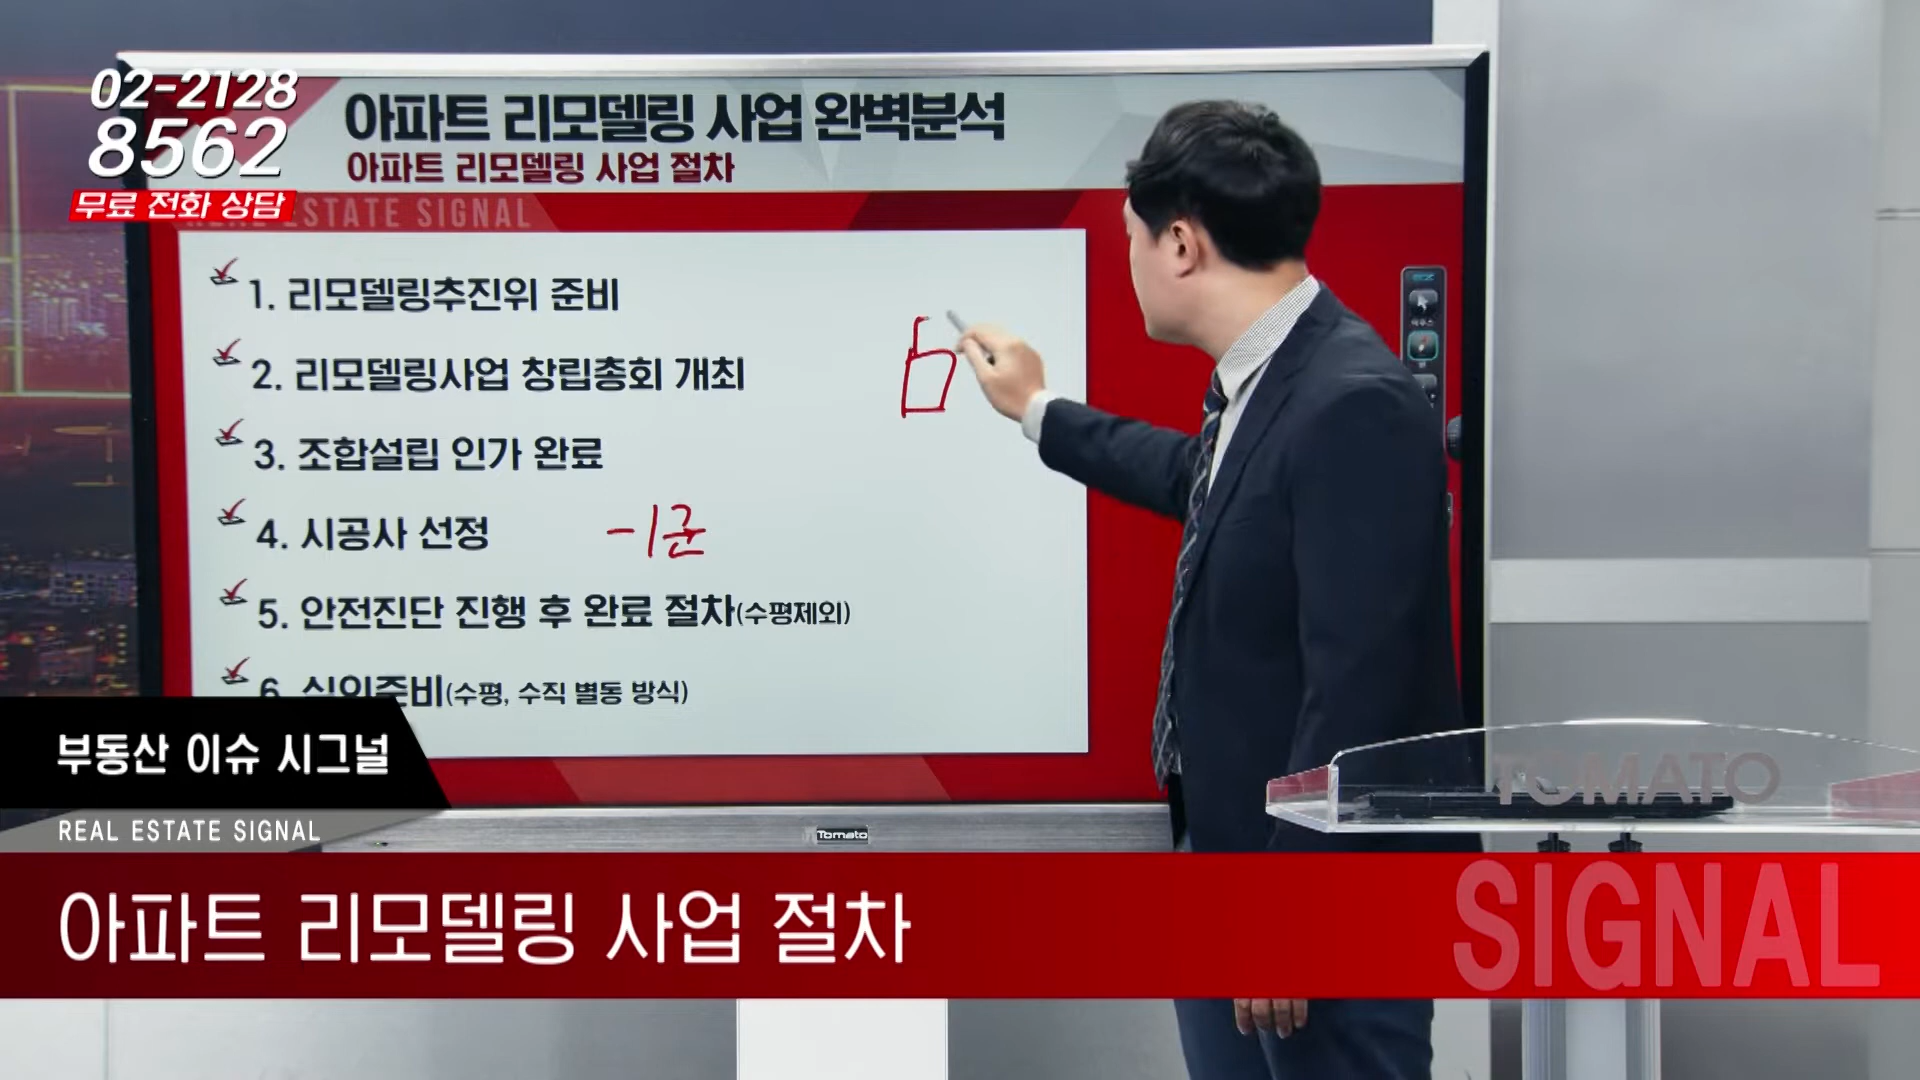 02-2128
8562
무료 전화 상담
아파트 리모델링 사업 완벽분석
아파트 리모델링 사업 절차
REAL ESTATE SIGNAL
1. 리모델링추진위 준비
2. 리모델링사업 창립총회 개최
3. 조합설립 인가 완료
4. 시공사 선정 -1군
5. 안전진단 진행 후 완료 절차(수평제외)
6. 심의준비(수평, 수직 별동 방식)
부동산 이슈 시그널
REAL ESTATE SIGNAL
Tomato
TOMATO
아파트 리모델링 사업 절차
SIGNAL